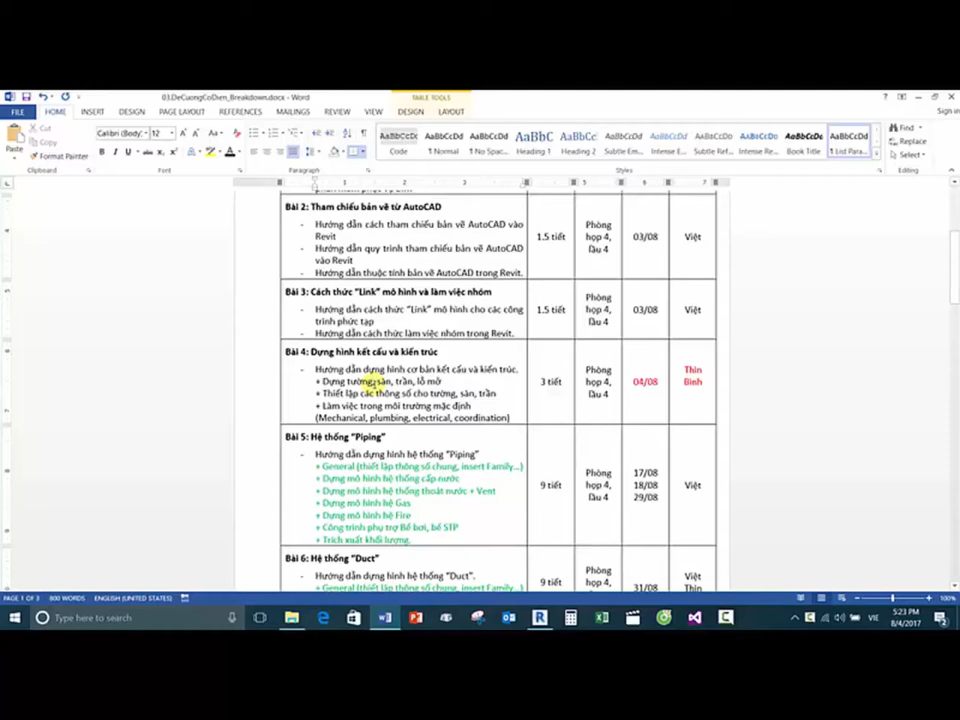 03.DeCuongCoDien_Breakdown.docx - Word
TABLE TOOLS
Sign in
FILE HOME INSERT DESIGN PAGE LAYOUT REFERENCES MAILINGS REVIEW VIEW DESIGN LAYOUT
Paste
Cut
Copy
Format Painter
Calibri (Body) 12
Code
¶ Normal
¶ No Spac...
Heading 1
Heading 2
Subtle Em...
Intense E...
Subtle Ref...
Intense Re...
Book Title
¶ List Para...
Find
Replace
Select
Clipboard
Font
Paragraph
Styles
Editing
Bài 2: Tham chiếu bản vẽ từ AutoCAD
- Hướng dẫn cách tham chiếu bản vẽ AutoCAD vào
Revit
- Hướng dẫn quy trình tham chiếu bản vẽ AutoCAD
vào Revit
- Hướng dẫn thuộc tính bản vẽ AutoCAD trong Revit.
1.5 tiết
Phòng
họp 4,
lầu 4
03/08
Việt
Bài 3: Cách thức “Link” mô hình và làm việc nhóm
- Hướng dẫn cách thức “Link” mô hình cho các công
trình phức tạp
- Hướng dẫn cách thức làm việc nhóm trong Revit.
1.5 tiết
Phòng
họp 4,
lầu 4
03/08
Việt
Bài 4: Dựng hình kết cấu và kiến trúc
- Hướng dẫn dựng hình cơ bản kết cấu và kiến trúc.
+ Dựng tường, sàn, trần, lỗ mở
+ Thiết lập các thông số cho tường, sàn, trần
+ Làm việc trong môi trường mặc định
(Mechanical, plumbing, electrical, coordination)
3 tiết
Phòng
họp 4,
lầu 4
04/08
Thìn
Bình
Bài 5: Hệ thống “Piping”
- Hướng dẫn dựng hình hệ thống “Piping”
+ General (thiết lập thông số chung, insert Family...)
+ Dựng mô hình hệ thống cấp nước
+ Dựng mô hình hệ thống thoát nước + Vent
+ Dựng mô hình hệ Gas
+ Dựng mô hình hệ Fire
+ Công trình phụ trợ Bể bơi, bể STP
+ Trích xuất khối lượng.
9 tiết
Phòng
họp 4,
lầu 4
17/08
18/08
29/08
Việt
Bài 6: Hệ thống “Duct”
- Hướng dẫn dựng hình hệ thống “Duct”.
+ General (thiết lập thông số chung, insert Family...)
9 tiết
Phòng
họp 4,
31/08
Việt
Thìn
PAGE 1 OF 3 800 WORDS ENGLISH (UNITED STATES)
100%
Type here to search
VIE
5:23 PM
8/4/2017